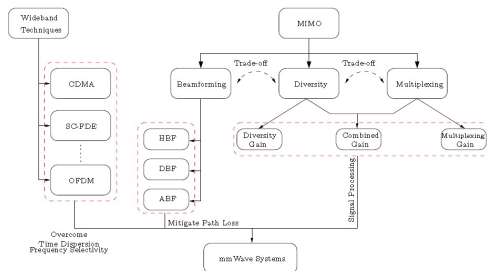 Wideband
Techniques
MIMO
Trade-off
Trade-off
CDMA
Beamforming
Diversity
Multiplexing
SC-FDE
HBF
Diversity
Gain
Combined
Gain
Multiplexing
Gain
DBF
OFDM
ABF
Signal Processing
Mitigate Path Loss
Overcome
Time Dispersion
Frequency Selectivity
mmWave Systems